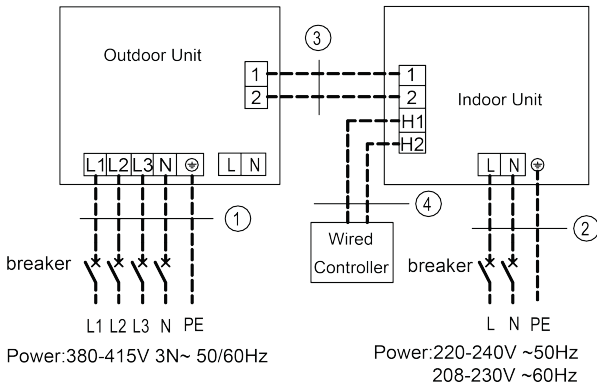 Outdoor Unit
3
1
2
1
2
H1
H2
Indoor Unit
L1 L2 L3 N
L N
L N
1
4
2
Wired
Controller
breaker
breaker
L1 L2 L3 N PE
L N PE
Power:380-415V 3N~ 50/60Hz
Power:220-240V ~50Hz
208-230V ~60Hz